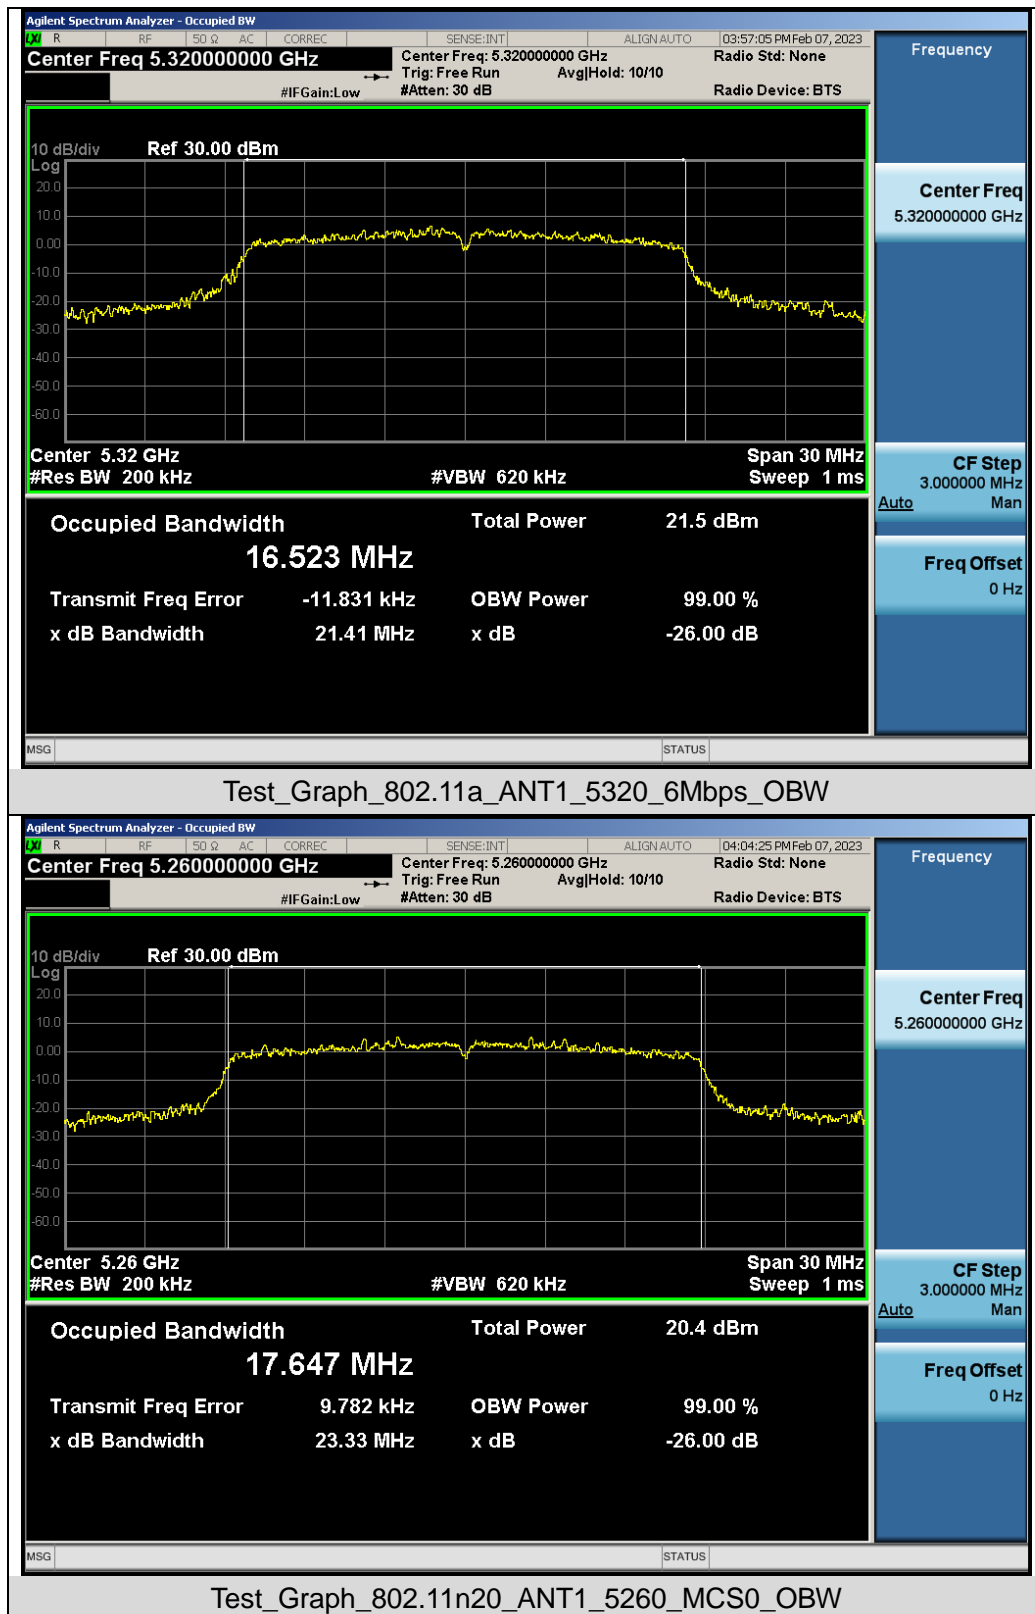 Agilent Spectrum Analyzer - Occupied BW
LXI R RF 50 Ω AC CORREC SENSE:INT ALIGN AUTO 03:57:05 PM Feb 07, 2023
Center Freq 5.320000000 GHz Center Freq: 5.320000000 GHz Radio Std: None
Trig: Free Run Avg|Hold: 10/10
#IFGain:Low #Atten: 30 dB Radio Device: BTS
Frequency
10 dB/div Ref 30.00 dBm
Log
20.0
10.0
0.00
-10.0
-20.0
-30.0
-40.0
-50.0
-60.0
Center 5.32 GHz Span 30 MHz
#Res BW 200 kHz #VBW 620 kHz Sweep 1 ms
Center Freq
5.320000000 GHz
CF Step
3.000000 MHz
Auto Man
Freq Offset
0 Hz
Occupied Bandwidth Total Power 21.5 dBm
16.523 MHz
Transmit Freq Error -11.831 kHz OBW Power 99.00 %
x dB Bandwidth 21.41 MHz x dB -26.00 dB
MSG STATUS
Test_Graph_802.11a_ANT1_5320_6Mbps_OBW
Agilent Spectrum Analyzer - Occupied BW
LXI R RF 50 Ω AC CORREC SENSE:INT ALIGN AUTO 04:04:25 PM Feb 07, 2023
Center Freq 5.260000000 GHz Center Freq: 5.260000000 GHz Radio Std: None
Trig: Free Run Avg|Hold: 10/10
#IFGain:Low #Atten: 30 dB Radio Device: BTS
Frequency
10 dB/div Ref 30.00 dBm
Log
20.0
10.0
0.00
-10.0
-20.0
-30.0
-40.0
-50.0
-60.0
Center 5.26 GHz Span 30 MHz
#Res BW 200 kHz #VBW 620 kHz Sweep 1 ms
Center Freq
5.260000000 GHz
CF Step
3.000000 MHz
Auto Man
Freq Offset
0 Hz
Occupied Bandwidth Total Power 20.4 dBm
17.647 MHz
Transmit Freq Error 9.782 kHz OBW Power 99.00 %
x dB Bandwidth 23.33 MHz x dB -26.00 dB
MSG STATUS
Test_Graph_802.11n20_ANT1_5260_MCS0_OBW